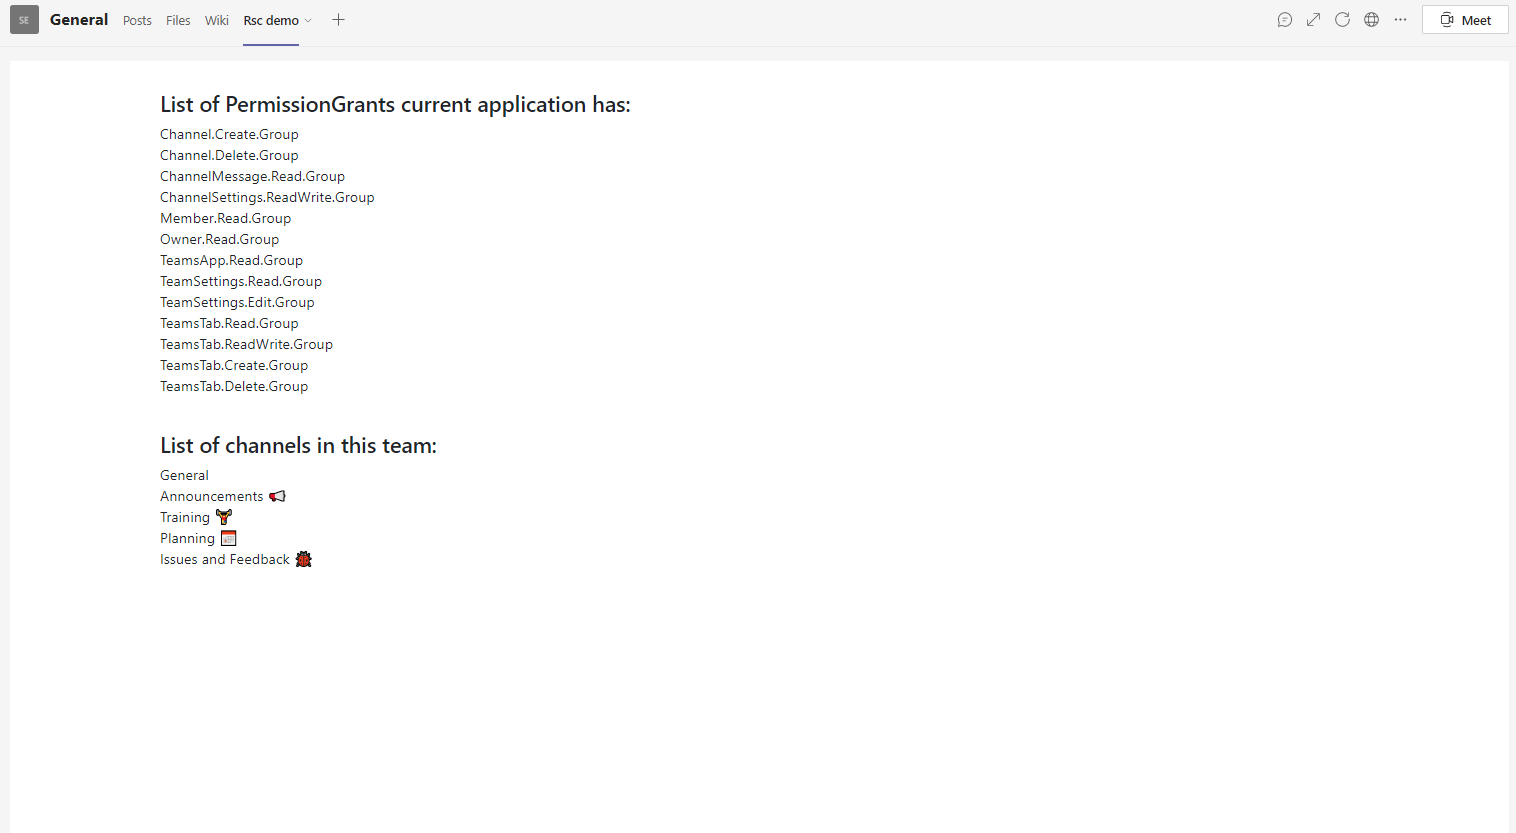 SE General Posts Files Wiki Rsc demo Meet
List of PermissionGrants current application has:
Channel.Create.Group
Channel.Delete.Group
ChannelMessage.Read.Group
ChannelSettings.ReadWrite.Group
Member.Read.Group
Owner.Read.Group
TeamsApp.Read.Group
TeamSettings.Read.Group
TeamSettings.Edit.Group
TeamsTab.Read.Group
TeamsTab.ReadWrite.Group
TeamsTab.Create.Group
TeamsTab.Delete.Group
List of channels in this team:
General
Announcements 📢
Training 🏋
Planning 📅
Issues and Feedback 🐞